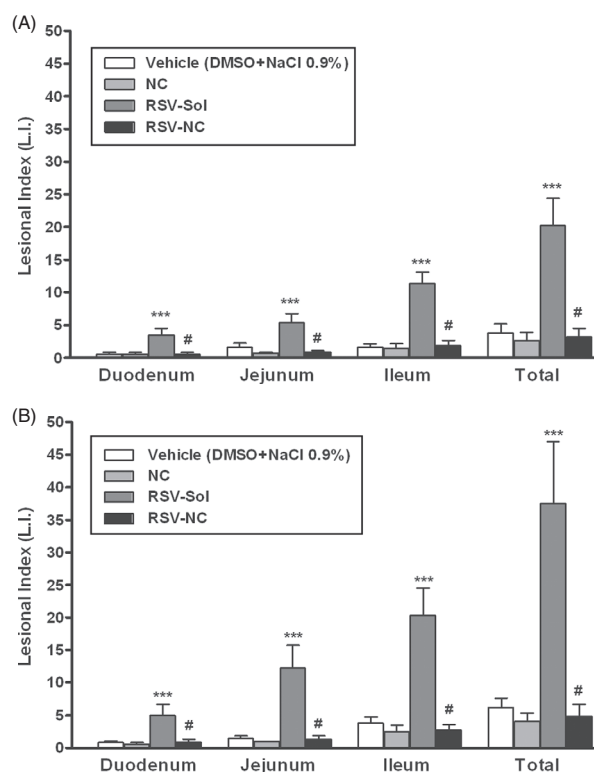 (A)
50
45
40
35
30
25
20
15
10
5
0
Lesional Index (L.I.)
Vehicle (DMSO+NaCl 0.9%)
NC
RSV-Sol
RSV-NC
***
#
***
#
***
#
***
#
Duodenum Jejunum Ileum Total
(B)
50
45
40
35
30
25
20
15
10
5
0
Lesional Index (L.I.)
Vehicle (DMSO+NaCl 0.9%)
NC
RSV-Sol
RSV-NC
***
#
***
#
***
#
***
#
Duodenum Jejunum Ileum Total